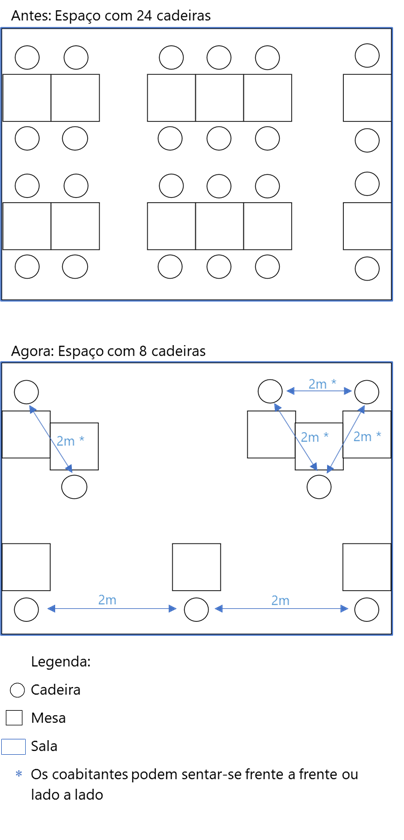 Antes: Espaço com 24 cadeiras
Agora: Espaço com 8 cadeiras
2m *
2m *
2m *
2m *
2m
2m
Legenda:
Cadeira
Mesa
Sala
* Os coabitantes podem sentar-se frente a frente ou
lado a lado